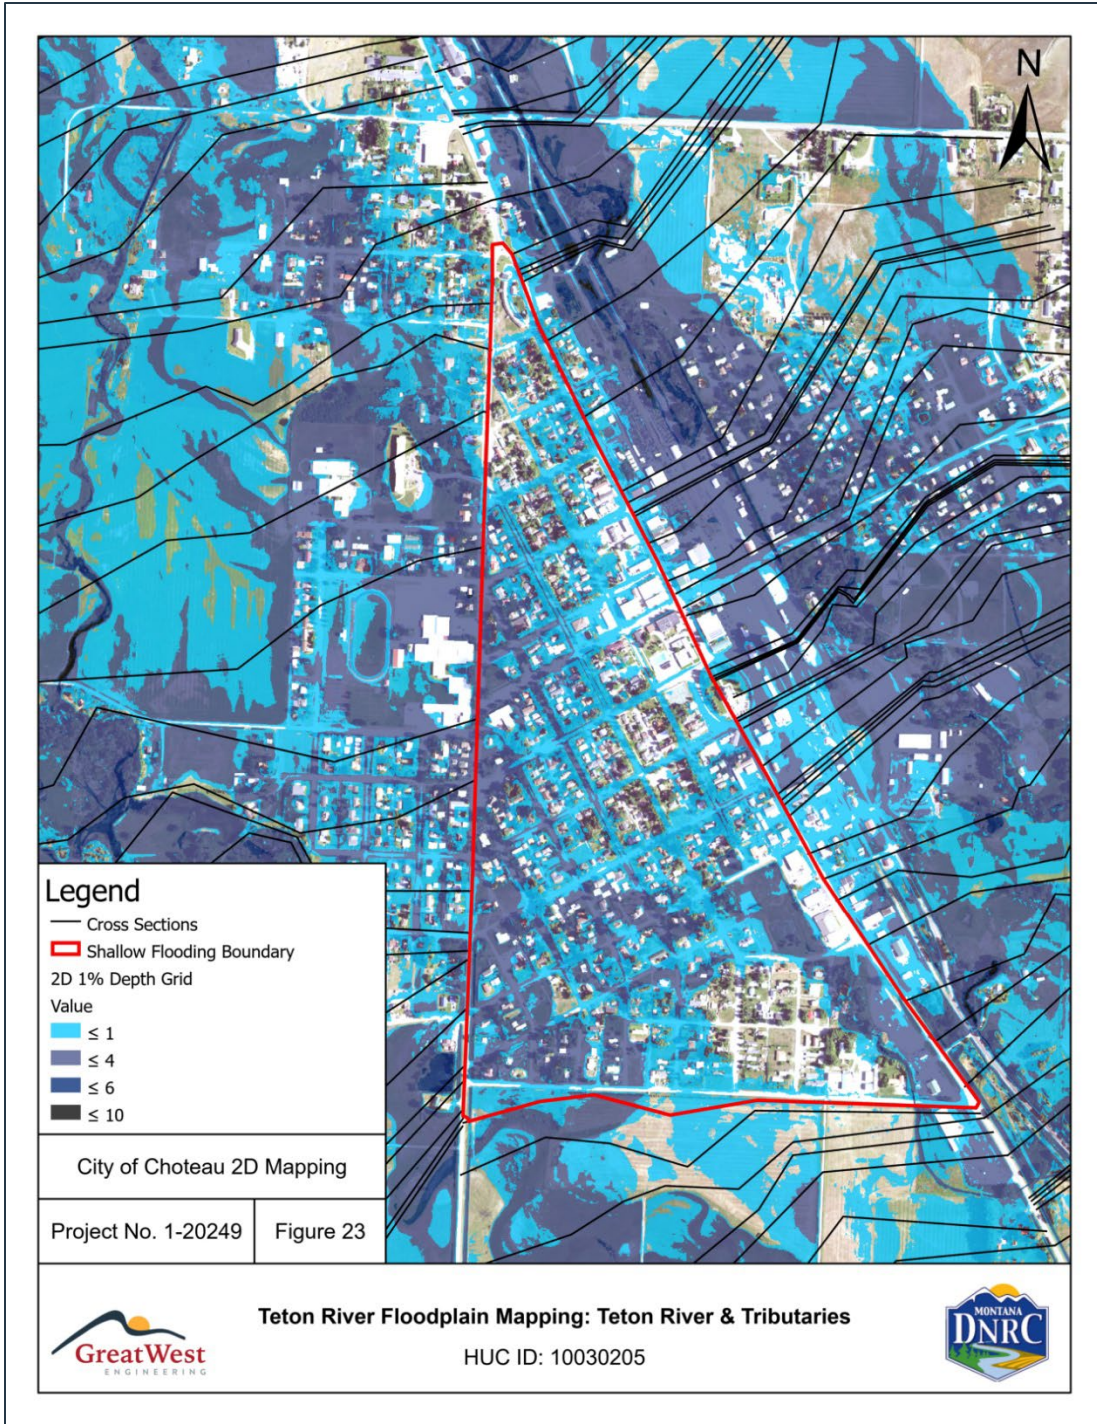 N
Legend
Cross Sections
Shallow Flooding Boundary
2D 1% Depth Grid
Value
≤ 1
≤ 4
≤ 6
≤ 10
City of Choteau 2D Mapping
Project No. 1-20249
Figure 23
Teton River Floodplain Mapping: Teton River & Tributaries
HUC ID: 10030205
GreatWest
ENGINEERING
MONTANA
DNRC